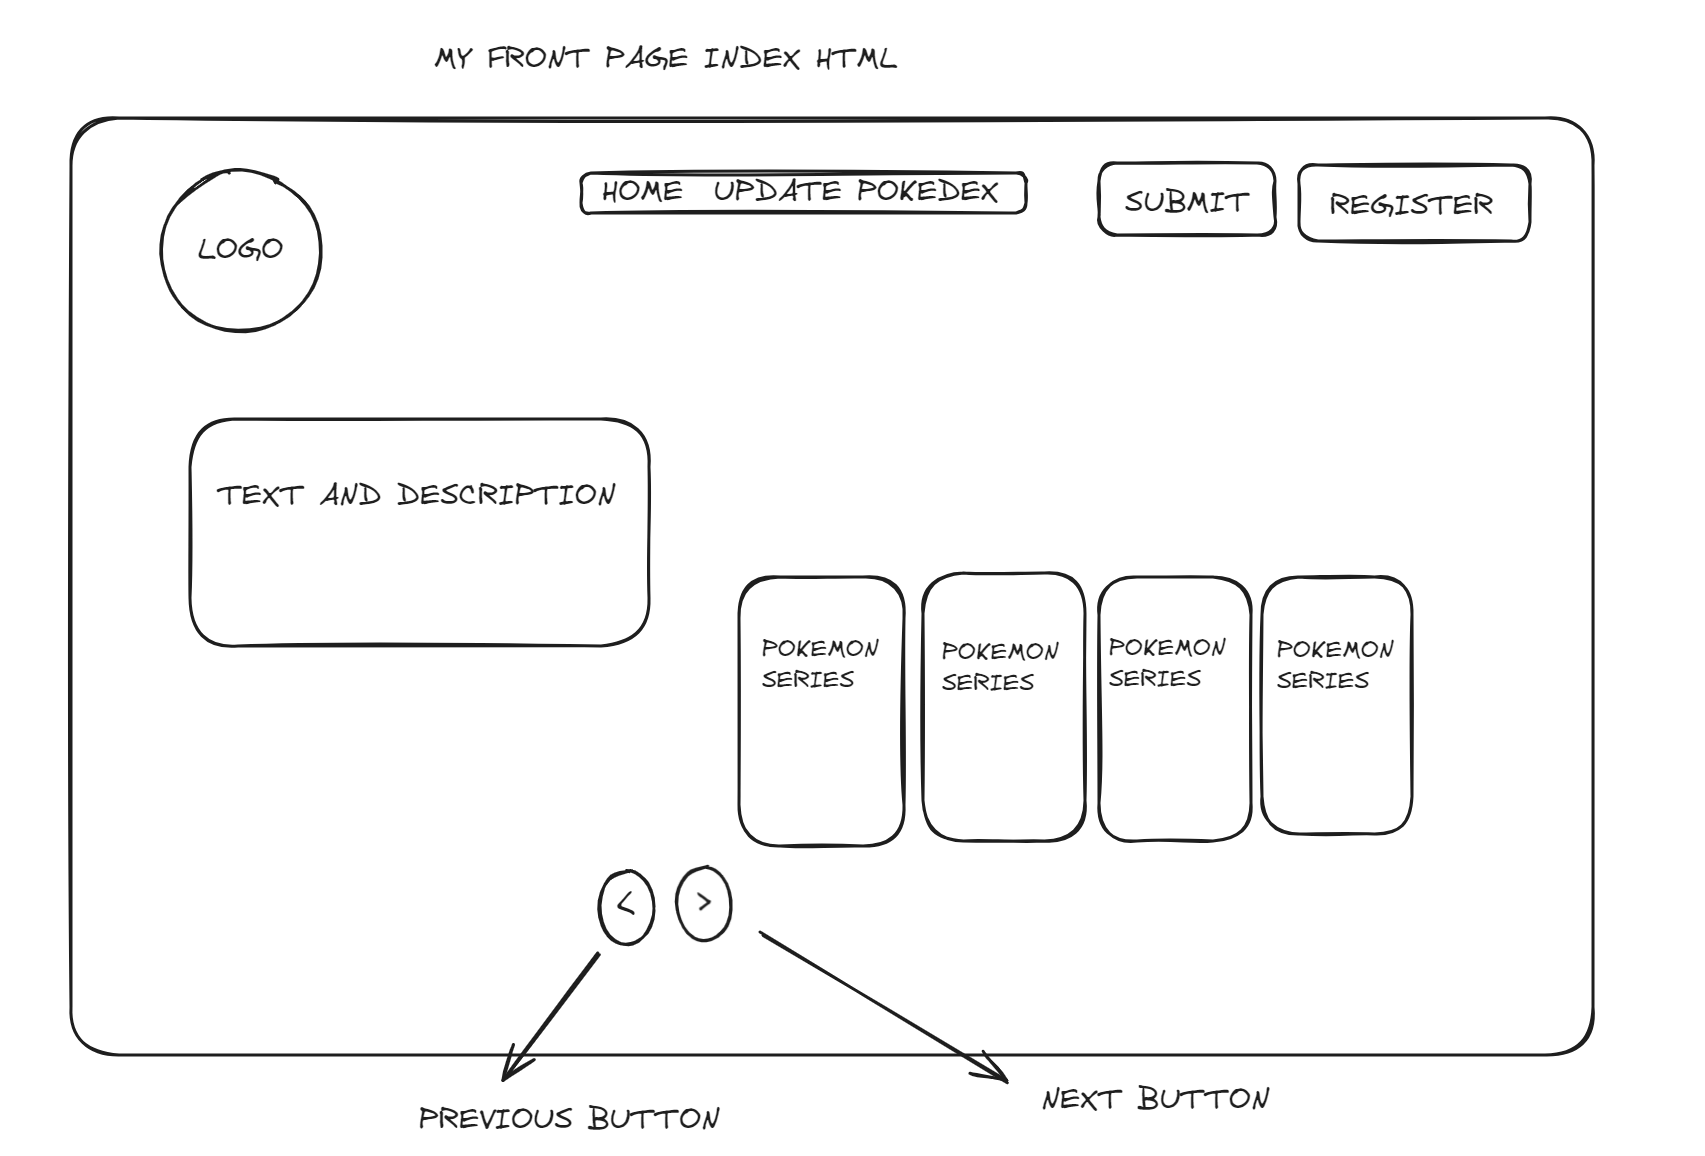 MY FRONT PAGE INDEX HTML
LOGO
HOME UPDATE POKEDEX
SUBMIT
REGISTER
TEXT AND DESCRIPTION
POKEMON
SERIES
POKEMON
SERIES
POKEMON
SERIES
POKEMON
SERIES
<
>
PREVIOUS BUTTON
NEXT BUTTON